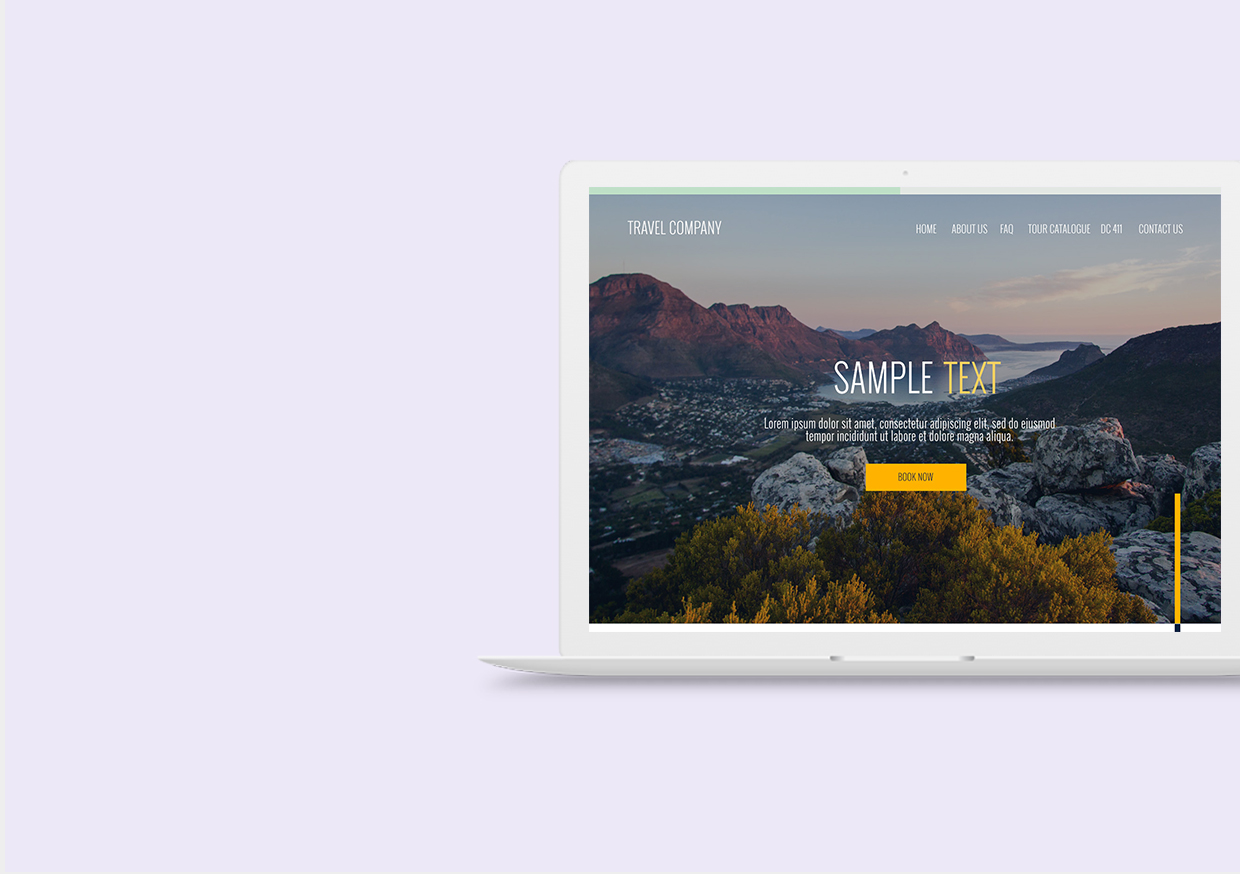 TRAVEL COMPANY
HOME ABOUT US FAQ TOUR CATALOGUE DC 411 CONTACT US
SAMPLE TEXT
Lorem ipsum dolor sit amet, consectetur adipiscing elit, sed do eiusmod
tempor incididunt ut labore et dolore magna aliqua.
BOOK NOW